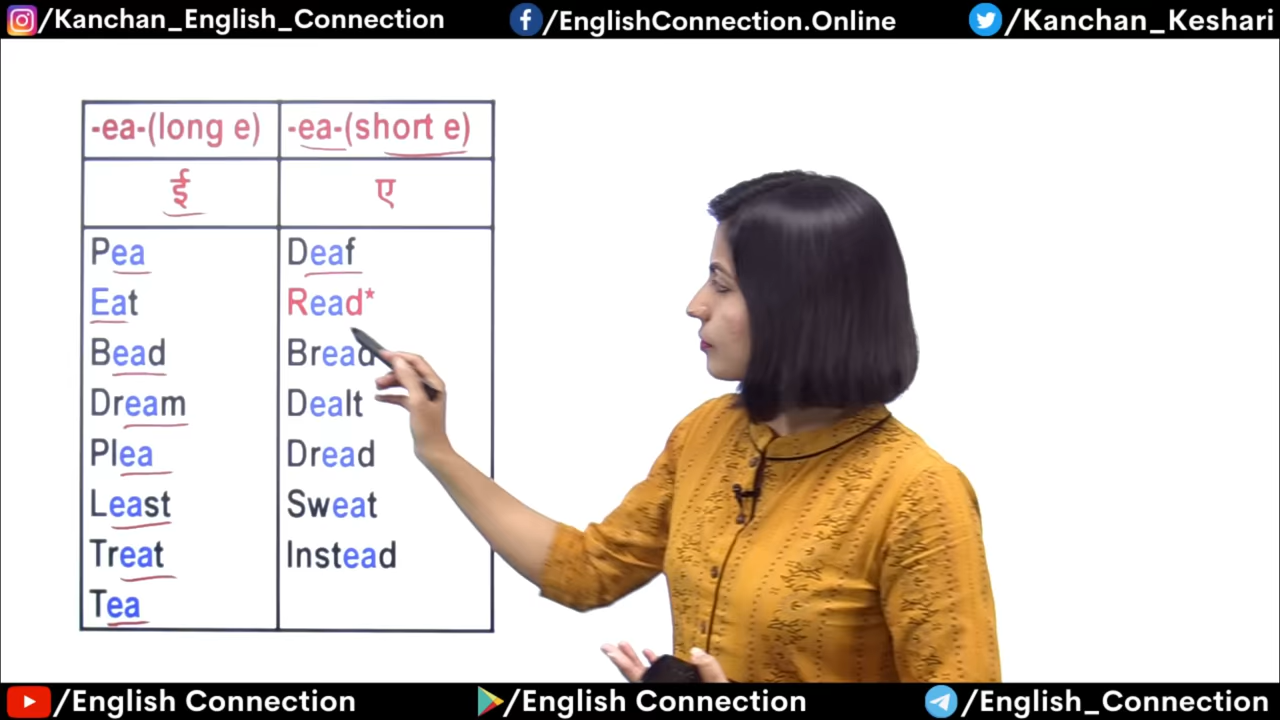 /Kanchan_English_Connection /EnglishConnection.Online /Kanchan_Keshari
-ea-(long e) -ea-(short e)
ई ए
Pea Deaf
Eat Read*
Bead Bread
Dream Dealt
Plea Dread
Least Sweat
Treat Instead
Tea
/English Connection /English Connection /English_Connection